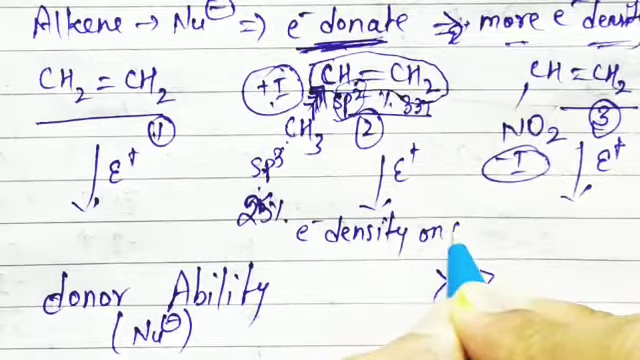 Alkene → Nu⊖ ⇒ e⁻ donate ⇒ more e⁻ densit
CH₂ = CH₂ +I CH = CH₂ CH = CH₂
sp² % 33%
① CH₃ ② NO₂ ③
↓ E⁺ sp³ ↓ E⁺ -I ↓ E⁺
25%
e⁻ density on
donor Ability
(Nu⊖)